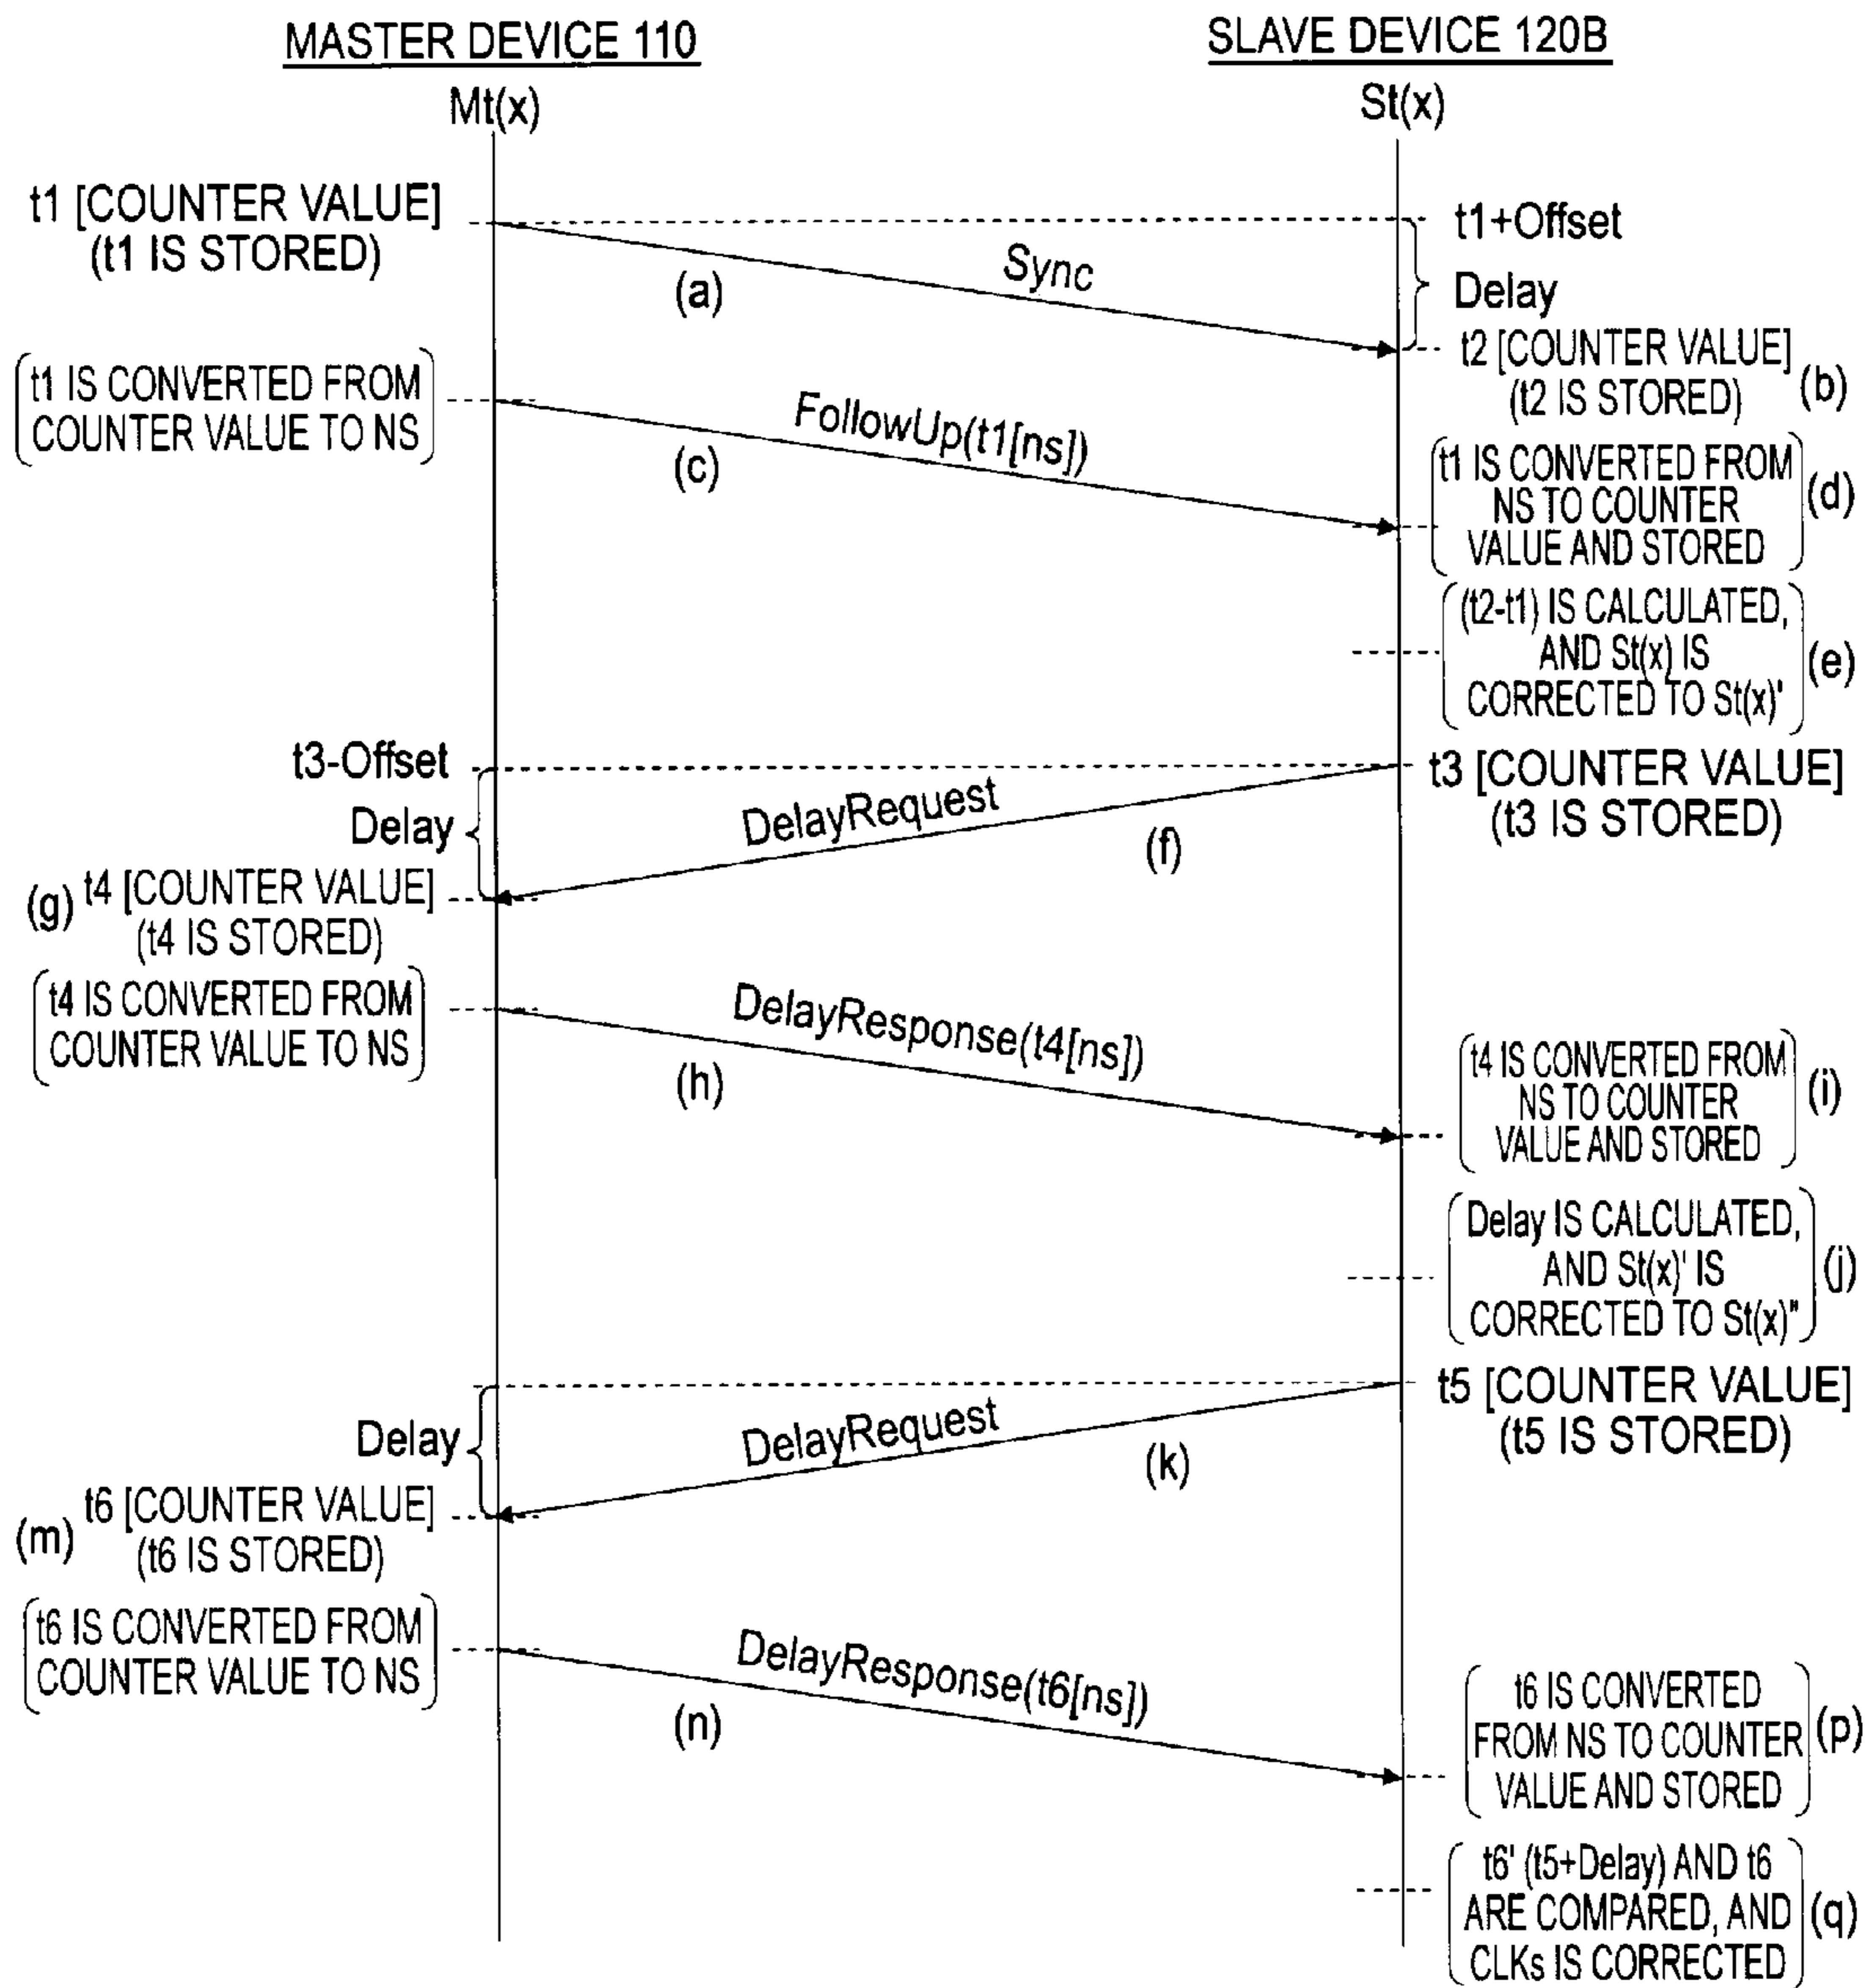 MASTER DEVICE 110
SLAVE DEVICE 120B
Mt(x)
St(x)
t1 [COUNTER VALUE]
(t1 IS STORED)
t1+Offset
Sync
(a)
Delay
t2 [COUNTER VALUE]
(t2 IS STORED)
(b)
t1 IS CONVERTED FROM
COUNTER VALUE TO NS
FollowUp(t1[ns])
(c)
t1 IS CONVERTED FROM
NS TO COUNTER
VALUE AND STORED
(d)
(t2-t1) IS CALCULATED,
AND St(x) IS
CORRECTED TO St(x)'
(e)
t3-Offset
t3 [COUNTER VALUE]
(t3 IS STORED)
Delay
DelayRequest
(f)
(g)
t4 [COUNTER VALUE]
(t4 IS STORED)
t4 IS CONVERTED FROM
COUNTER VALUE TO NS
DelayResponse(t4[ns])
(h)
t4 IS CONVERTED FROM
NS TO COUNTER
VALUE AND STORED
(i)
Delay IS CALCULATED,
AND St(x)' IS
CORRECTED TO St(x)"
(j)
t5 [COUNTER VALUE]
(t5 IS STORED)
Delay
DelayRequest
(k)
(m)
t6 [COUNTER VALUE]
(t6 IS STORED)
t6 IS CONVERTED FROM
COUNTER VALUE TO NS
DelayResponse(t6[ns])
(n)
t6 IS CONVERTED
FROM NS TO COUNTER
VALUE AND STORED
(p)
t6' (t5+Delay) AND t6
ARE COMPARED, AND
CLKs IS CORRECTED
(q)